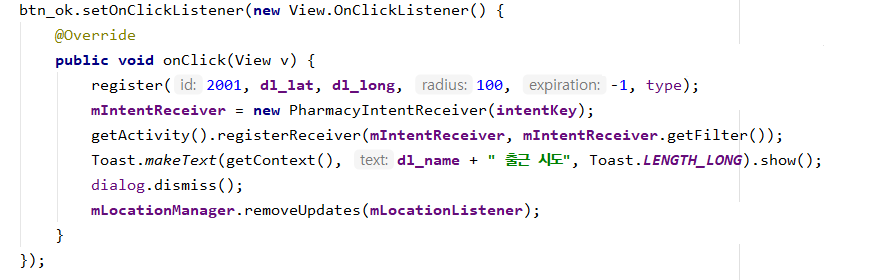 btn_ok.setOnClickListener(new View.OnClickListener() {
@Override
public void onClick(View v) {
register( id: 2001, dl_lat, dl_long, radius: 100, expiration: -1, type);
mIntentReceiver = new PharmacyIntentReceiver(intentKey);
getActivity().registerReceiver(mIntentReceiver, mIntentReceiver.getFilter());
Toast.makeText(getContext(), text: dl_name + " 출근 시도", Toast.LENGTH_LONG).show();
dialog.dismiss();
mLocationManager.removeUpdates(mLocationListener);
}
});